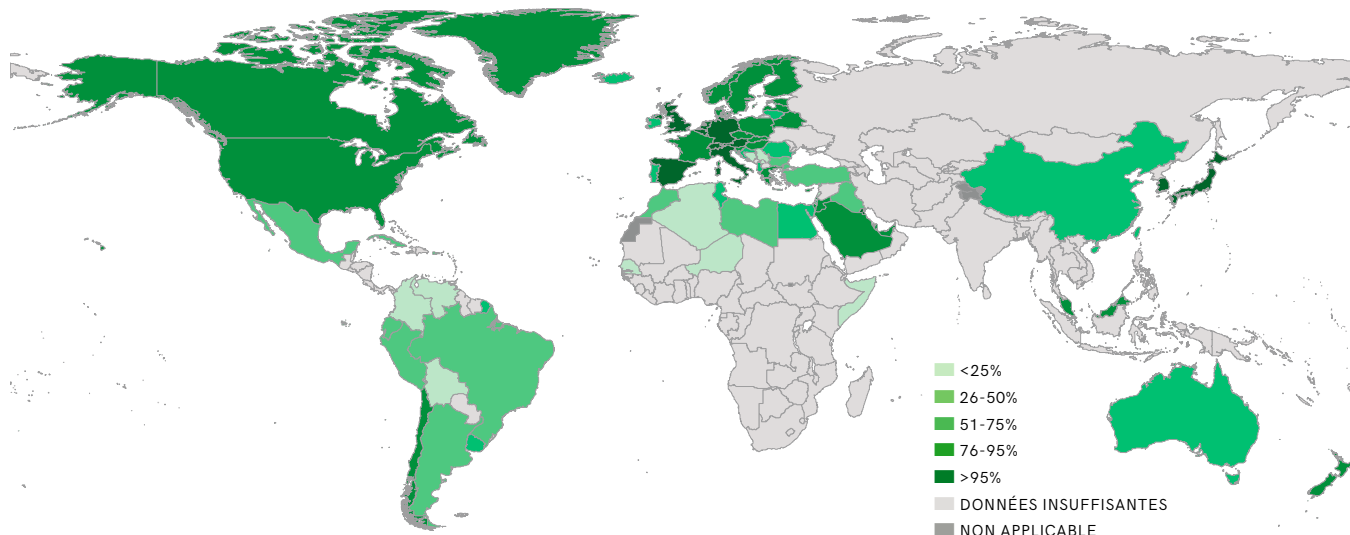 <25%
26-50%
51-75%
76-95%
>95%
DONNÉES INSUFFISANTES
NON APPLICABLE